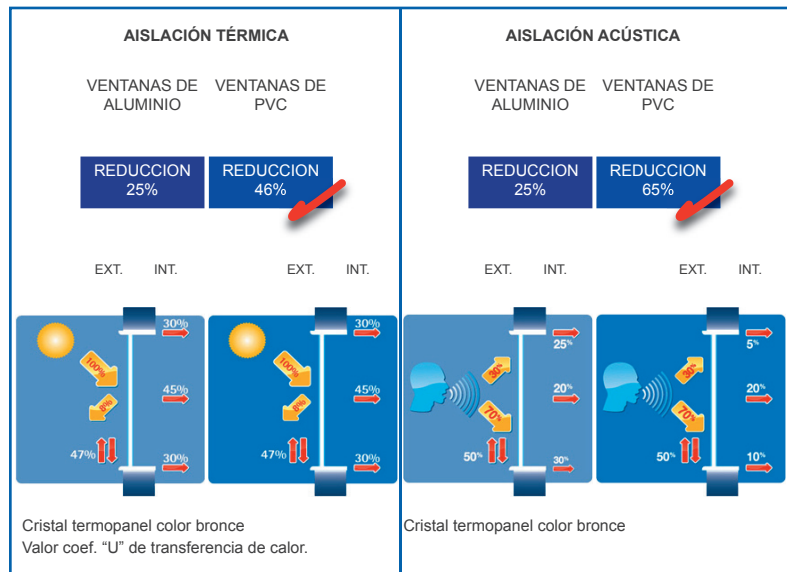 AISLACIÓN TÉRMICA
VENTANAS DE
ALUMINIO
VENTANAS DE
PVC
REDUCCION
25%
REDUCCION
46%
EXT. INT.
EXT. INT.
30%
100%
8%
45%
47%
30%
30%
100%
8%
45%
47%
30%
Cristal termopanel color bronce
Valor coef. “U” de transferencia de calor.
AISLACIÓN ACÚSTICA
VENTANAS DE
ALUMINIO
VENTANAS DE
PVC
REDUCCION
25%
REDUCCION
65%
EXT. INT.
EXT. INT.
25%
30%
20%
70%
50%
30%
5%
30%
20%
70%
50%
10%
Cristal termopanel color bronce